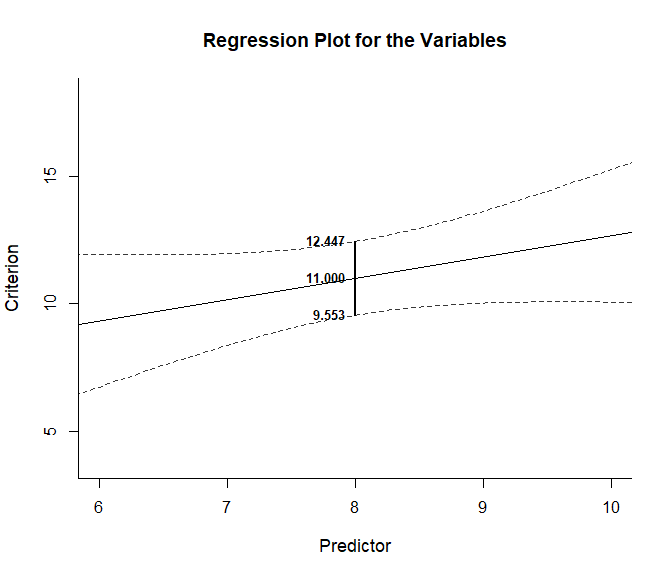 Regression Plot for the Variables
15
10
5
Criterion
12.447
11.000
9.553
6 7 8 9 10
Predictor